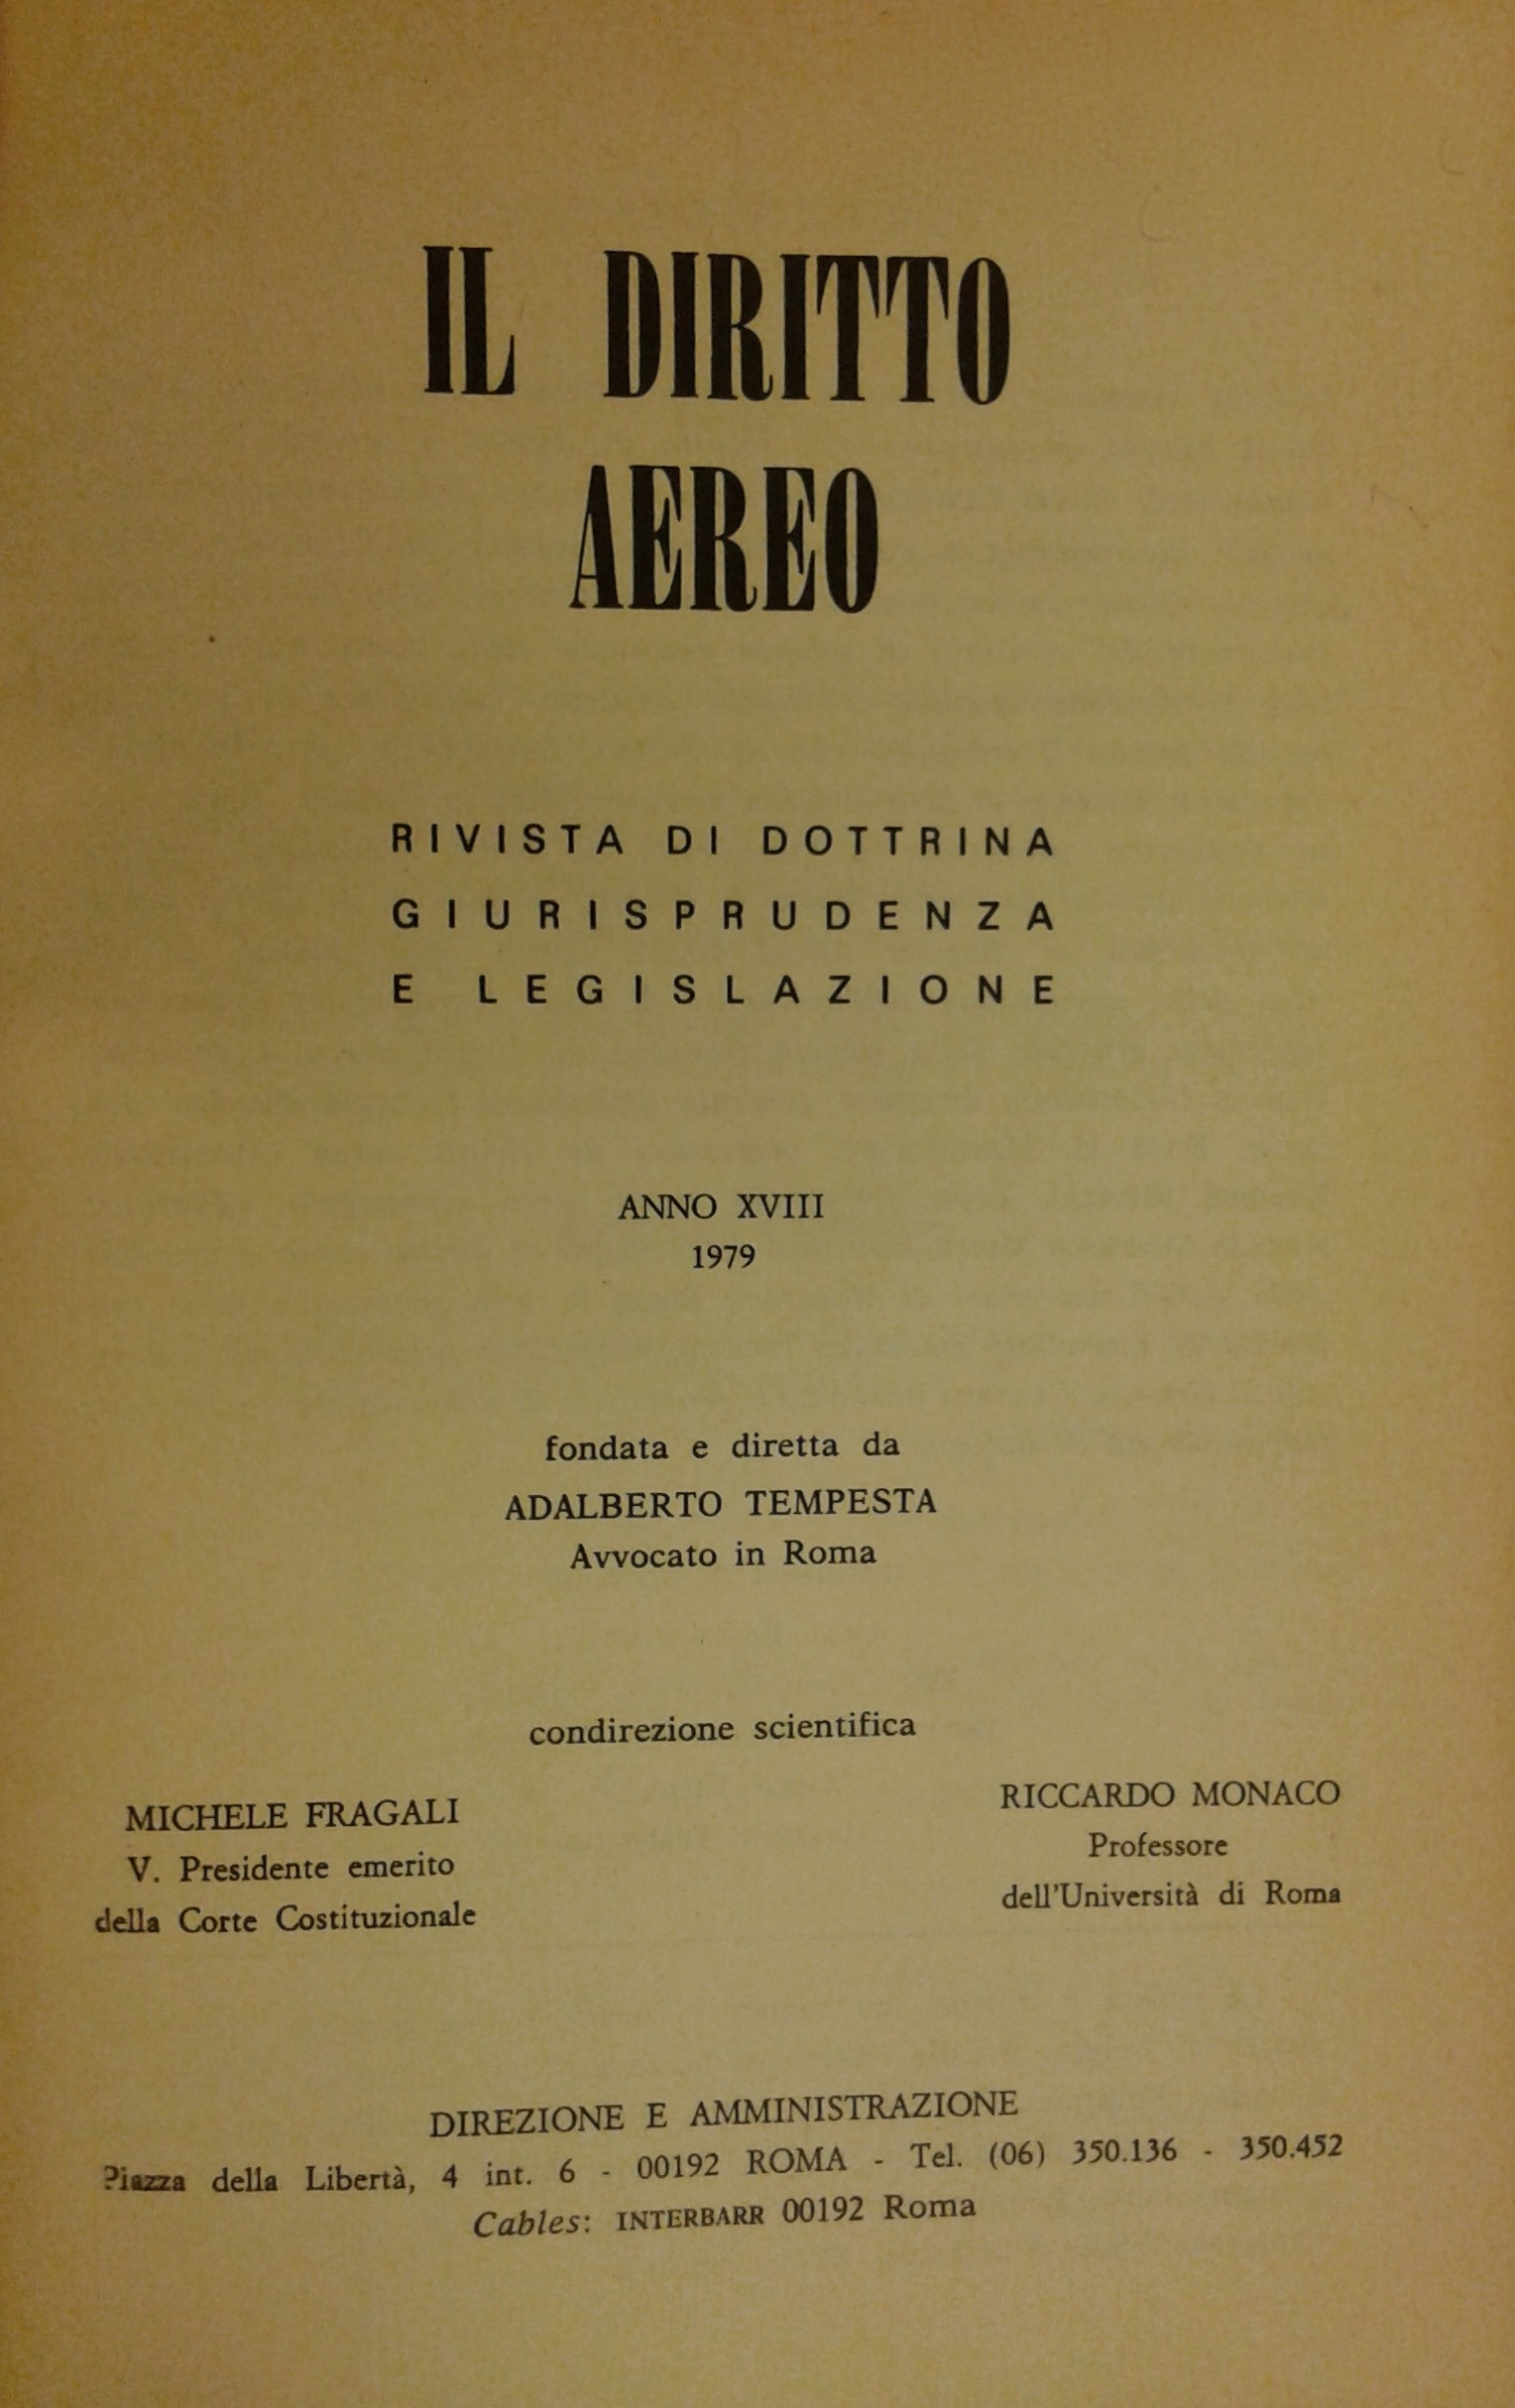 IL DIRITTO
AEREO
RIVISTA DI DOTTRINA
GIURISPRUDENZA
E LEGISLAZIONE
ANNO XVIII
1979
fondata e diretta da
ADALBERTO TEMPESTA
Avvocato in Roma
condirezione scientifica
MICHELE FRAGALI
V. Presidente emerito
della Corte Costituzionale
RICCARDO MONACO
Professore
dell'Università di Roma
DIREZIONE E AMMINISTRAZIONE
Piazza della Libertà, 4 int. 6 - 00192 ROMA - Tel. (06) 350.136 - 350.452
Cables: INTERBARR 00192 Roma